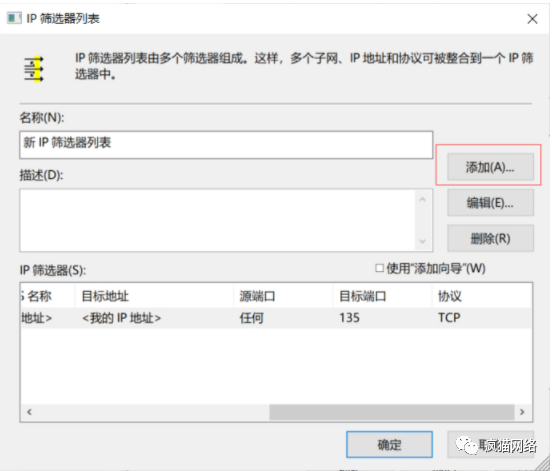 IP 筛选器列表
IP 筛选器列表由多个筛选器组成。这样，多个子网、IP 地址和协议可被整合到一个 IP 筛
选器中。
名称(N):
新 IP 筛选器列表
添加(A)...
描述(D):
编辑(E)...
删除(R)
IP 筛选器(S):
使用"添加向导"(W)
名称 目标地址 源端口 目标端口 协议
地址> <我的 IP 地址> 任何 135 TCP
确定
疯猫网络